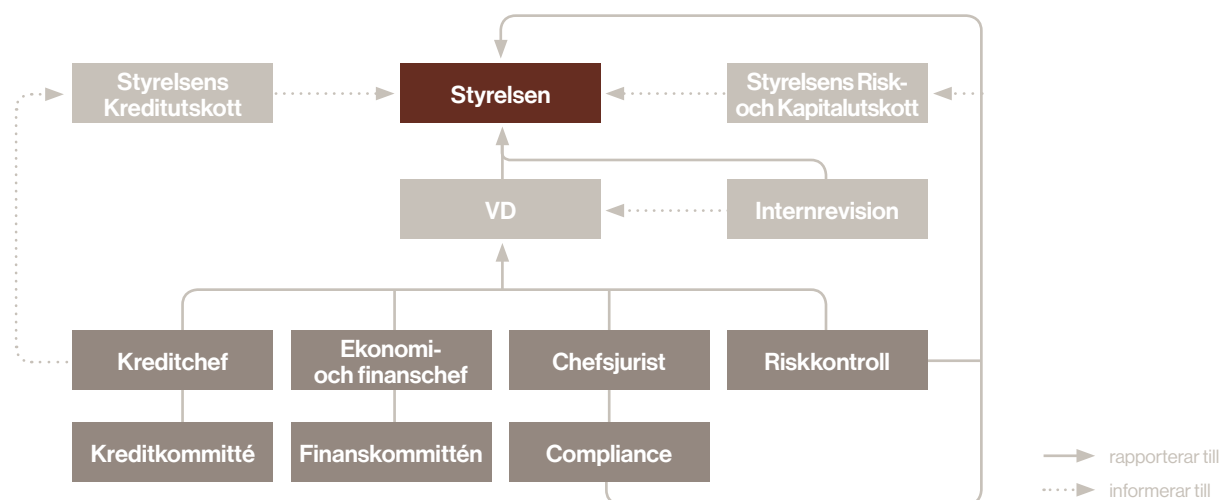 Styrelsens
Kreditutskott
Styrelsen
Styrelsens Risk-
och Kapitalutskott
VD
Internrevision
Kreditchef
Ekonomi-
och finanschef
Chefsjurist
Riskkontroll
Kreditkommitté
Finanskommittén
Compliance
rapporterar till
informerar till